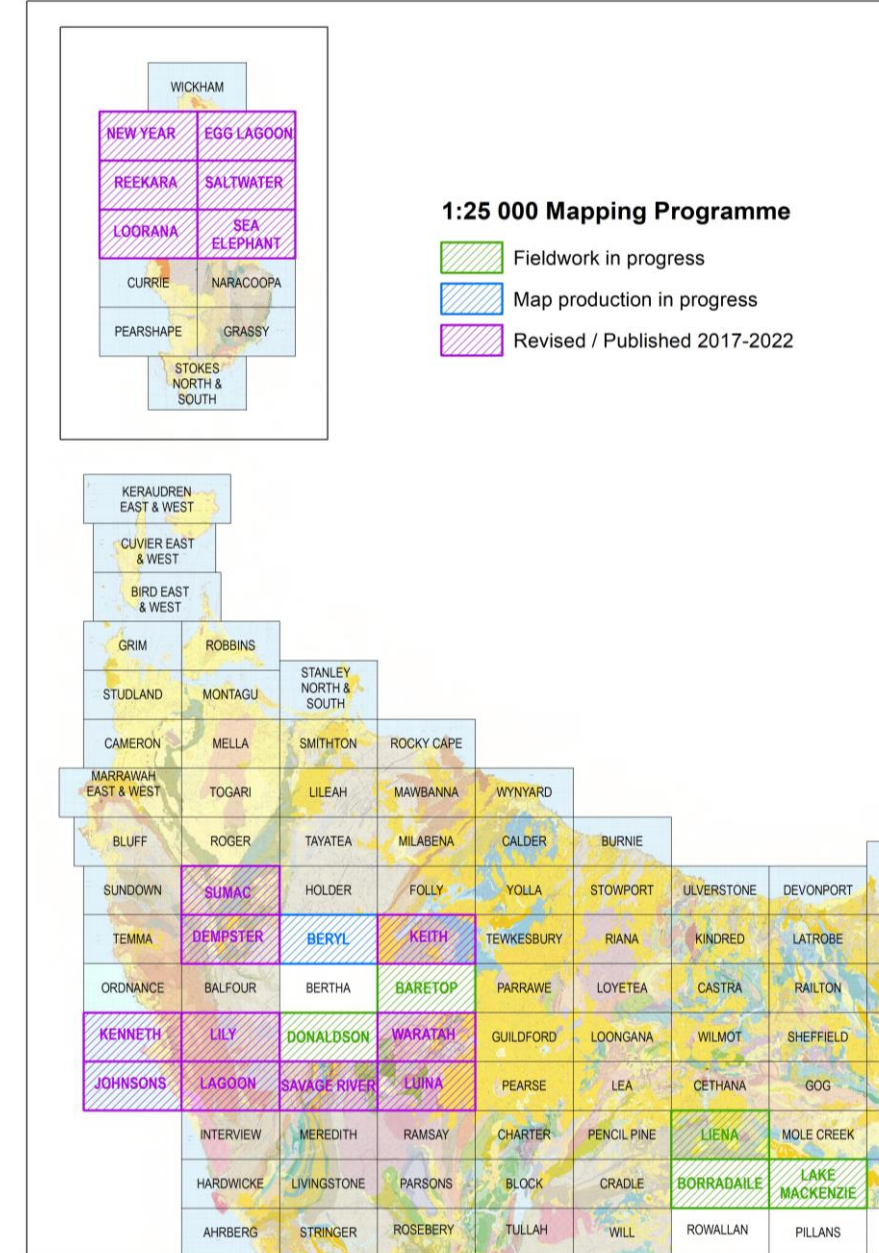 WICKHAM
NEW YEAR
EGG LAGOON
REEKARA
SALTWATER
LOORANA
SEA
ELEPHANT
CURRIE
NARACOOPA
PEARSHAPE
GRASSY
STOKES
NORTH &
SOUTH
1:25 000 Mapping Programme
Fieldwork in progress
Map production in progress
Revised / Published 2017-2022
KERAUDREN
EAST & WEST
CUVIER EAST
& WEST
BIRD EAST
& WEST
GRIM
ROBBINS
STUDLAND
MONTAGU
STANLEY
NORTH &
SOUTH
CAMERON
MELLA
SMITHTON
ROCKY CAPE
MARRAWAH
EAST & WEST
TOGARI
LILEAH
MAWBANNA
WYNYARD
BLUFF
ROGER
TAYATEA
MILABENA
CALDER
BURNIE
SUNDOWN
SUMAC
HOLDER
FOLLY
YOLLA
STOWPORT
ULVERSTONE
DEVONPORT
TEMMA
DEMPSTER
BERYL
KEITH
TEWKESBURY
RIANA
KINDRED
LATROBE
ORDNANCE
BALFOUR
BERTHA
BARETOP
PARRAWE
LOYETEA
CASTRA
RAILTON
KENNETH
LILY
DONALDSON
WARATAH
GUILDFORD
LOONGANA
WILMOT
SHEFFIELD
JOHNSONS
LAGOON
SAVAGE RIVER
LUINA
PEARSE
LEA
CETHANA
GOG
INTERVIEW
MEREDITH
RAMSAY
CHARTER
PENCIL PINE
LIENA
MOLE CREEK
HARDWICKE
LIVINGSTONE
PARSONS
BLOCK
CRADLE
BORRADAILE
LAKE
MACKENZIE
AHRBERG
STRINGER
ROSEBERY
TULLAH
WILL
ROWALLAN
PILLANS